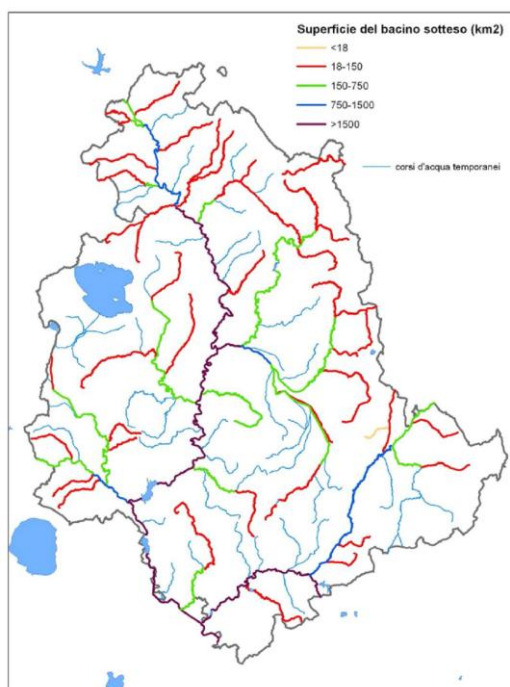 Superficie del bacino sotteso (km2)
<18
18-150
150-750
750-1500
>1500
corsi d'acqua temporanei